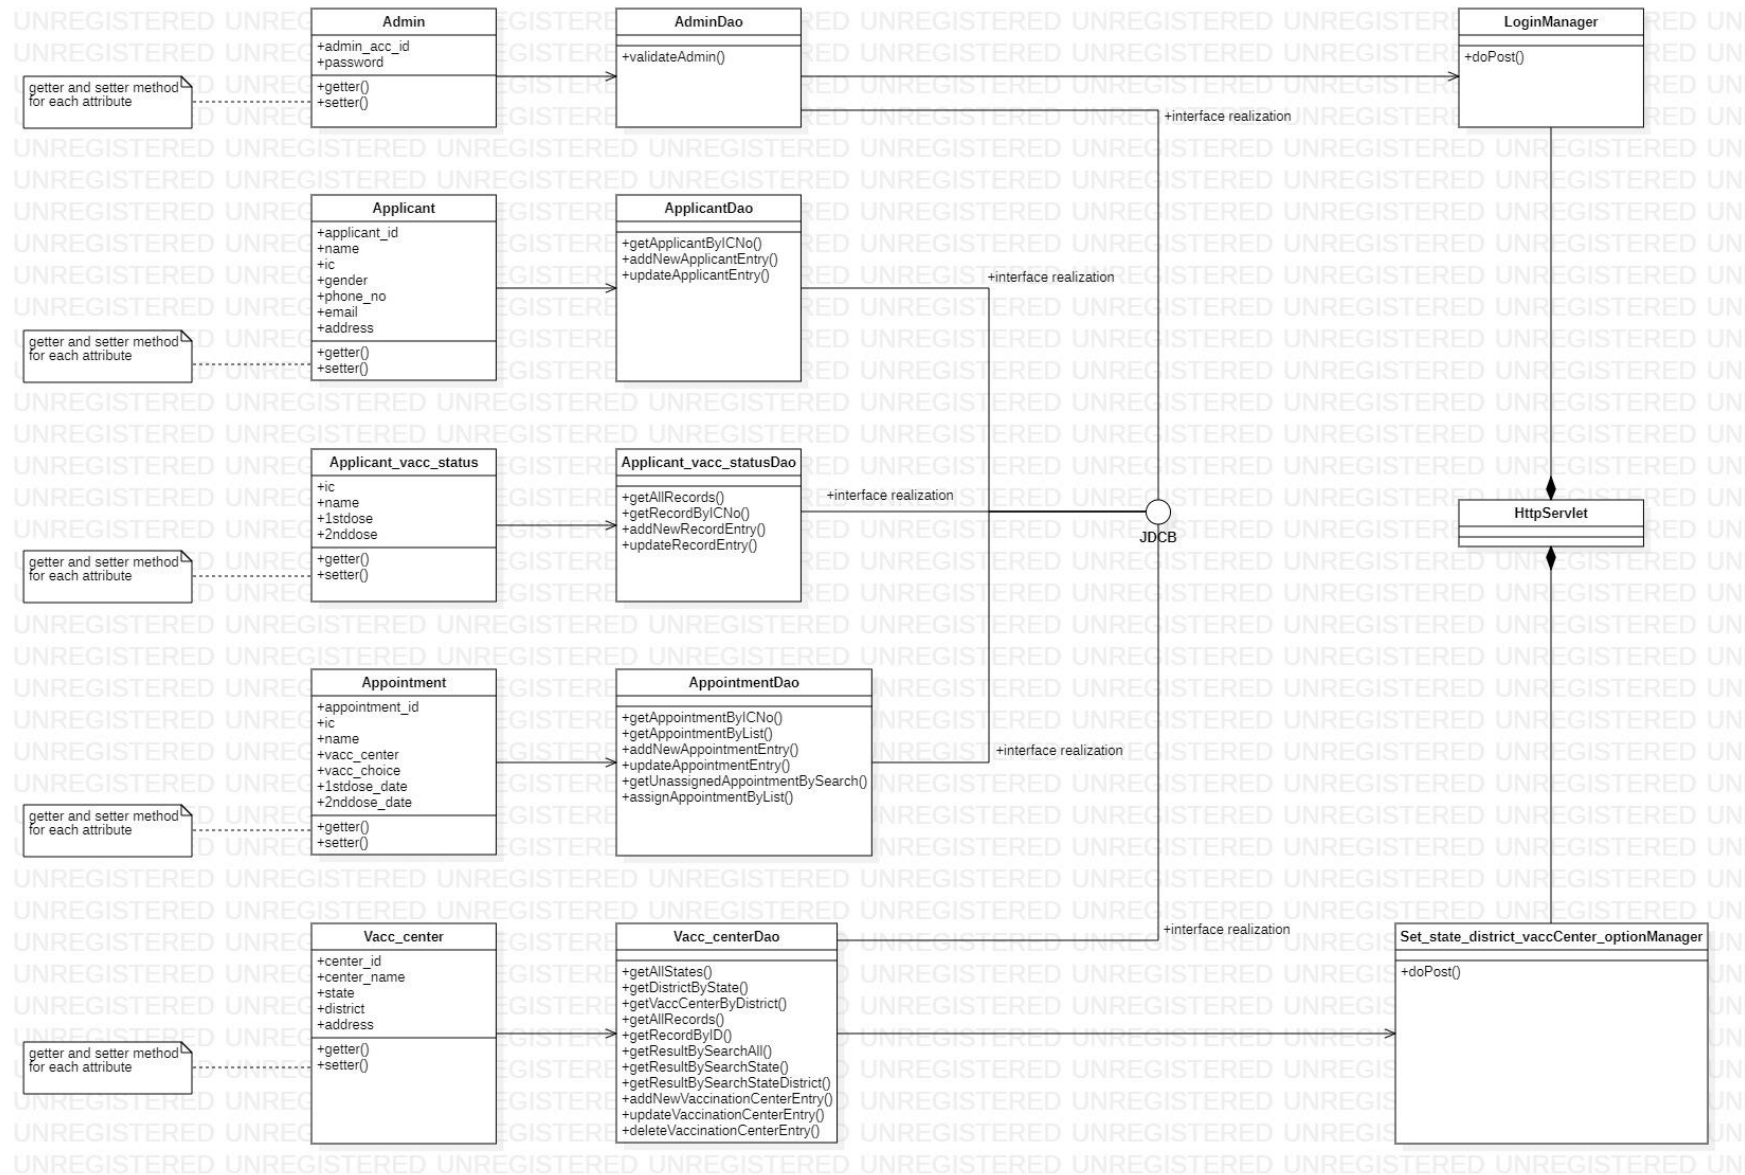 Admin
+admin_acc_id
+password
+getter()
+setter()
getter and setter method
for each attribute
AdminDao
+validateAdmin()
LoginManager
+doPost()
+interface realization
Applicant
+applicant_id
+name
+ic
+gender
+phone_no
+email
+address
+getter()
+setter()
getter and setter method
for each attribute
ApplicantDao
+getApplicantByICNo()
+addNewApplicantEntry()
+updateApplicantEntry()
+interface realization
Applicant_vacc_status
+ic
+name
+1stdose
+2nddose
+getter()
+setter()
getter and setter method
for each attribute
Applicant_vacc_statusDao
+getAllRecords()
+getRecordByICNo()
+addNewRecordEntry()
+updateRecordEntry()
+interface realization
JDCB
HttpServlet
Appointment
+appointment_id
+ic
+name
+vacc_center
+vacc_choice
+1stdose_date
+2nddose_date
+getter()
+setter()
getter and setter method
for each attribute
AppointmentDao
+getAppointmentByICNo()
+getAppointmentByList()
+addNewAppointmentEntry()
+updateAppointmentEntry()
+getUnassignedAppointmentBySearch()
+assignAppointmentByList()
+interface realization
Vacc_center
+center_id
+center_name
+state
+district
+address
+getter()
+setter()
getter and setter method
for each attribute
Vacc_centerDao
+getAllStates()
+getDistrictByState()
+getVaccCenterByDistrict()
+getAllRecords()
+getRecordByID()
+getResultBySearchAll()
+getResultBySearchState()
+getResultBySearchStateDistrict()
+addNewVaccinationCenterEntry()
+updateVaccinationCenterEntry()
+deleteVaccinationCenterEntry()
+interface realization
Set_state_district_vaccCenter_optionManager
+doPost()
UNREGISTERED